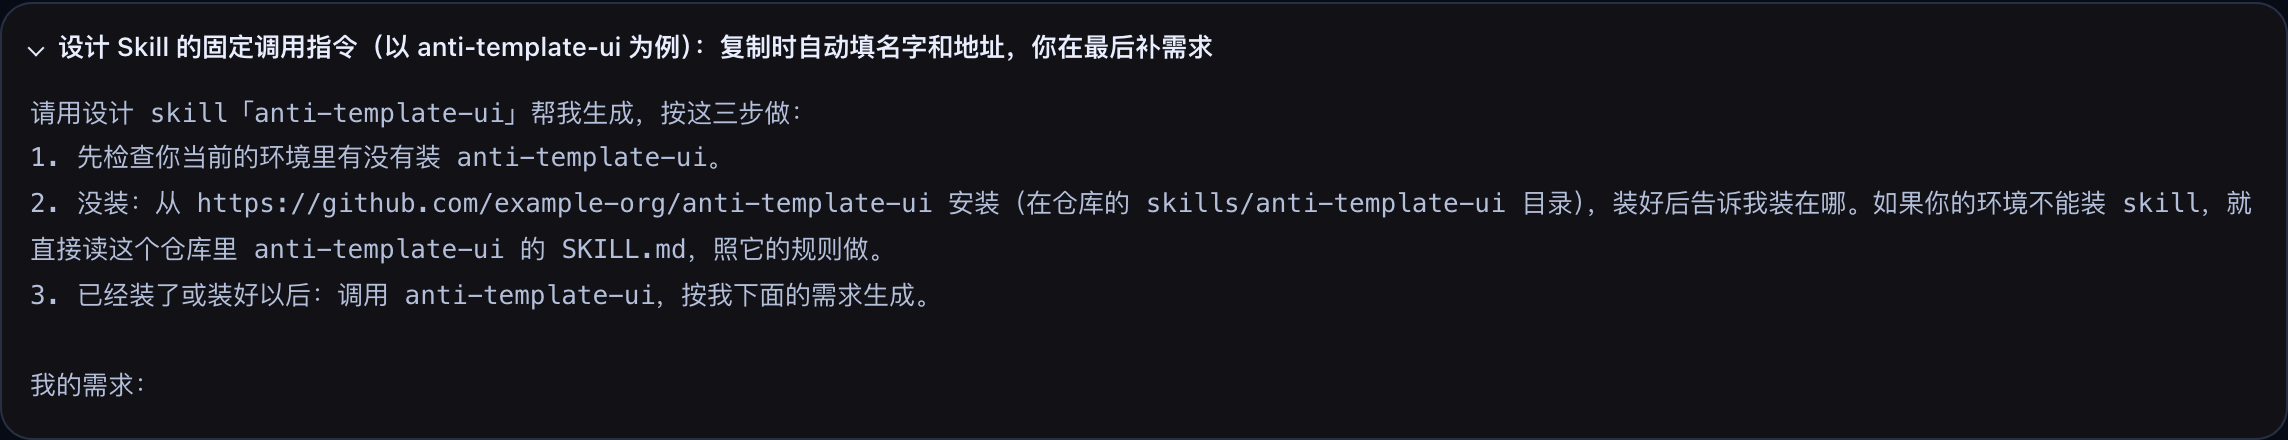 设计 Skill 的固定调用指令（以 anti-template-ui 为例）：复制时自动填名字和地址，你在最后补需求
请用设计 skill「anti-template-ui」帮我生成，按这三步做：
1. 先检查你当前的环境里有没有装 anti-template-ui。
2. 没装：从 https://github.com/example-org/anti-template-ui 安装（在仓库的 skills/anti-template-ui 目录），装好后告诉我装在哪。如果你的环境不能装 skill，就
直接读这个仓库里 anti-template-ui 的 SKILL.md，照它的规则做。
3. 已经装了或装好以后：调用 anti-template-ui，按我下面的需求生成。
我的需求：